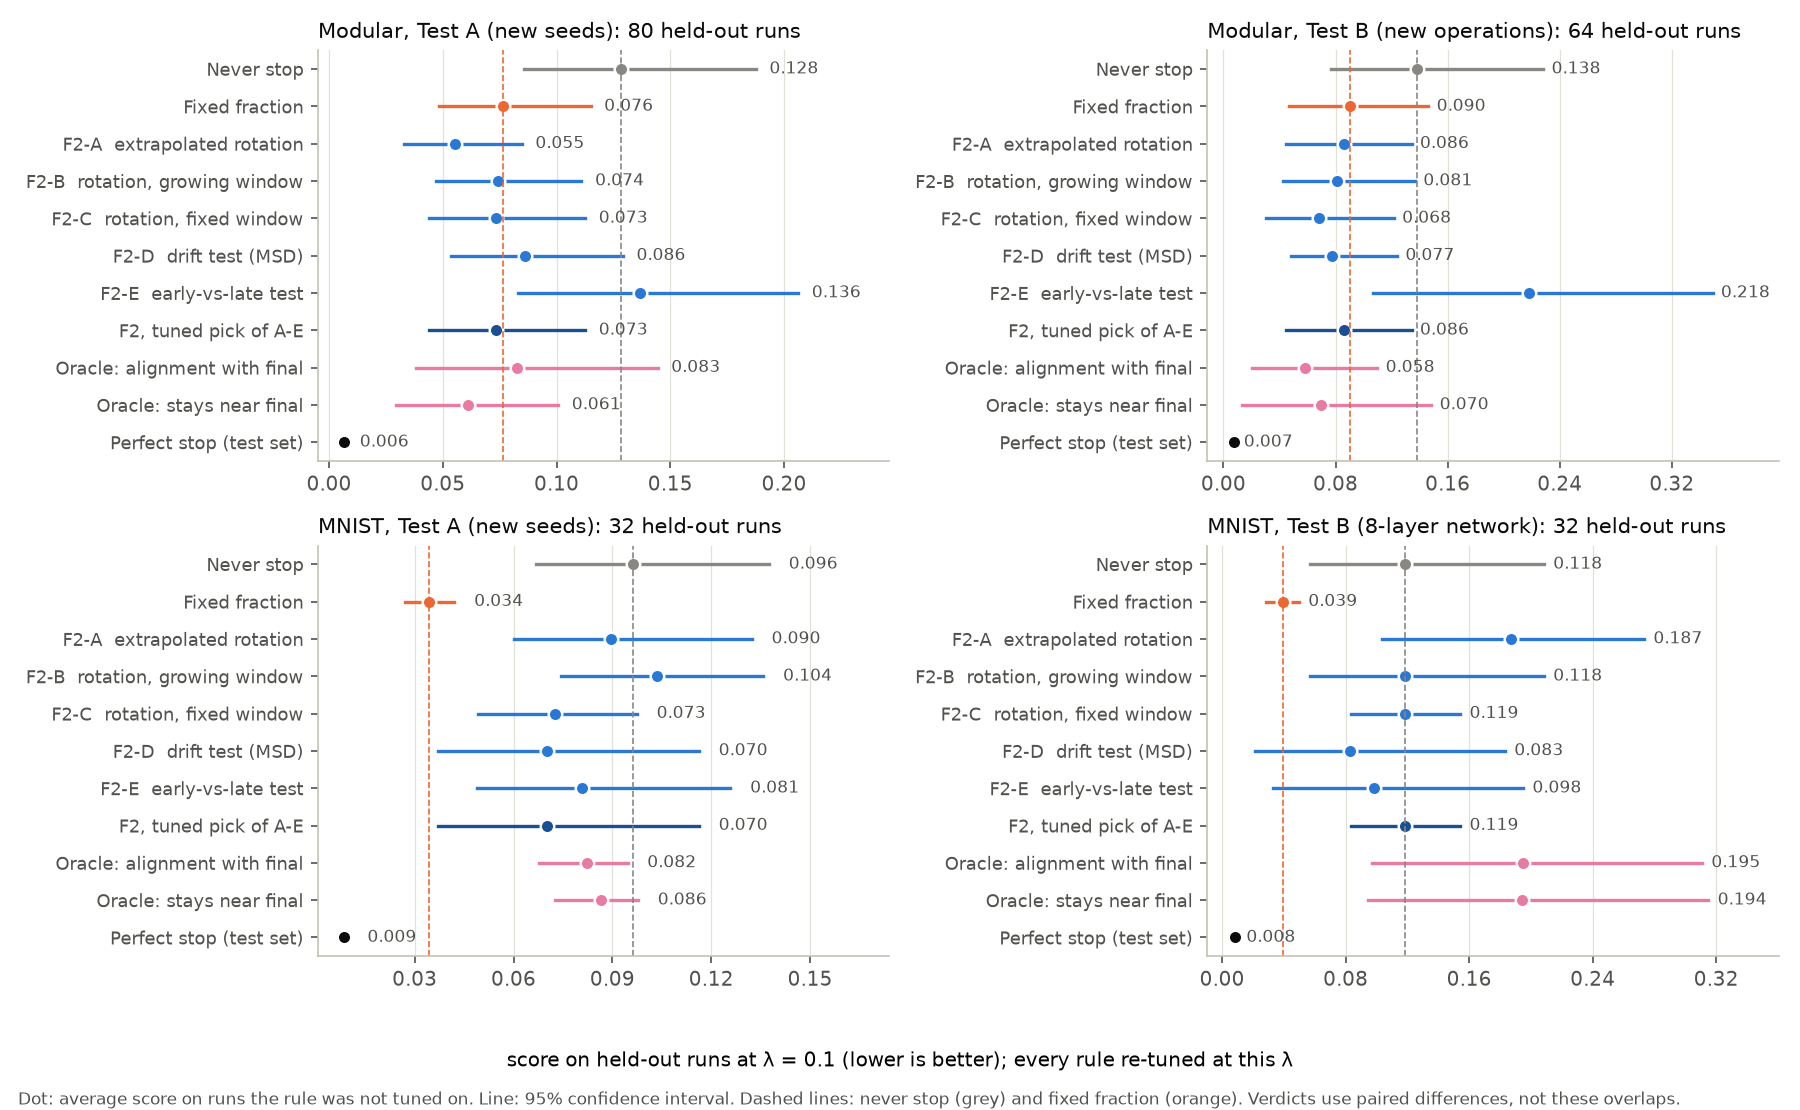 Modular, Test A (new seeds): 80 held-out runs
Never stop 0.128
Fixed fraction 0.076
F2-A extrapolated rotation 0.055
F2-B rotation, growing window 0.074
F2-C rotation, fixed window 0.073
F2-D drift test (MSD) 0.086
F2-E early-vs-late test 0.136
F2, tuned pick of A-E 0.073
Oracle: alignment with final 0.083
Oracle: stays near final 0.061
Perfect stop (test set) 0.006
0.00 0.05 0.10 0.15 0.20
Modular, Test B (new operations): 64 held-out runs
Never stop 0.138
Fixed fraction 0.090
F2-A extrapolated rotation 0.086
F2-B rotation, growing window 0.081
F2-C rotation, fixed window 0.068
F2-D drift test (MSD) 0.077
F2-E early-vs-late test 0.218
F2, tuned pick of A-E 0.086
Oracle: alignment with final 0.058
Oracle: stays near final 0.070
Perfect stop (test set) 0.007
0.00 0.08 0.16 0.24 0.32
MNIST, Test A (new seeds): 32 held-out runs
Never stop 0.096
Fixed fraction 0.034
F2-A extrapolated rotation 0.090
F2-B rotation, growing window 0.104
F2-C rotation, fixed window 0.073
F2-D drift test (MSD) 0.070
F2-E early-vs-late test 0.081
F2, tuned pick of A-E 0.070
Oracle: alignment with final 0.082
Oracle: stays near final 0.086
Perfect stop (test set) 0.009
0.03 0.06 0.09 0.12 0.15
MNIST, Test B (8-layer network): 32 held-out runs
Never stop 0.118
Fixed fraction 0.039
F2-A extrapolated rotation 0.187
F2-B rotation, growing window 0.118
F2-C rotation, fixed window 0.119
F2-D drift test (MSD) 0.083
F2-E early-vs-late test 0.098
F2, tuned pick of A-E 0.119
Oracle: alignment with final 0.195
Oracle: stays near final 0.194
Perfect stop (test set) 0.008
0.00 0.08 0.16 0.24 0.32
score on held-out runs at λ = 0.1 (lower is better); every rule re-tuned at this λ
Dot: average score on runs the rule was not tuned on. Line: 95% confidence interval. Dashed lines: never stop (grey) and fixed fraction (orange). Verdicts use paired differences, not these overlaps.